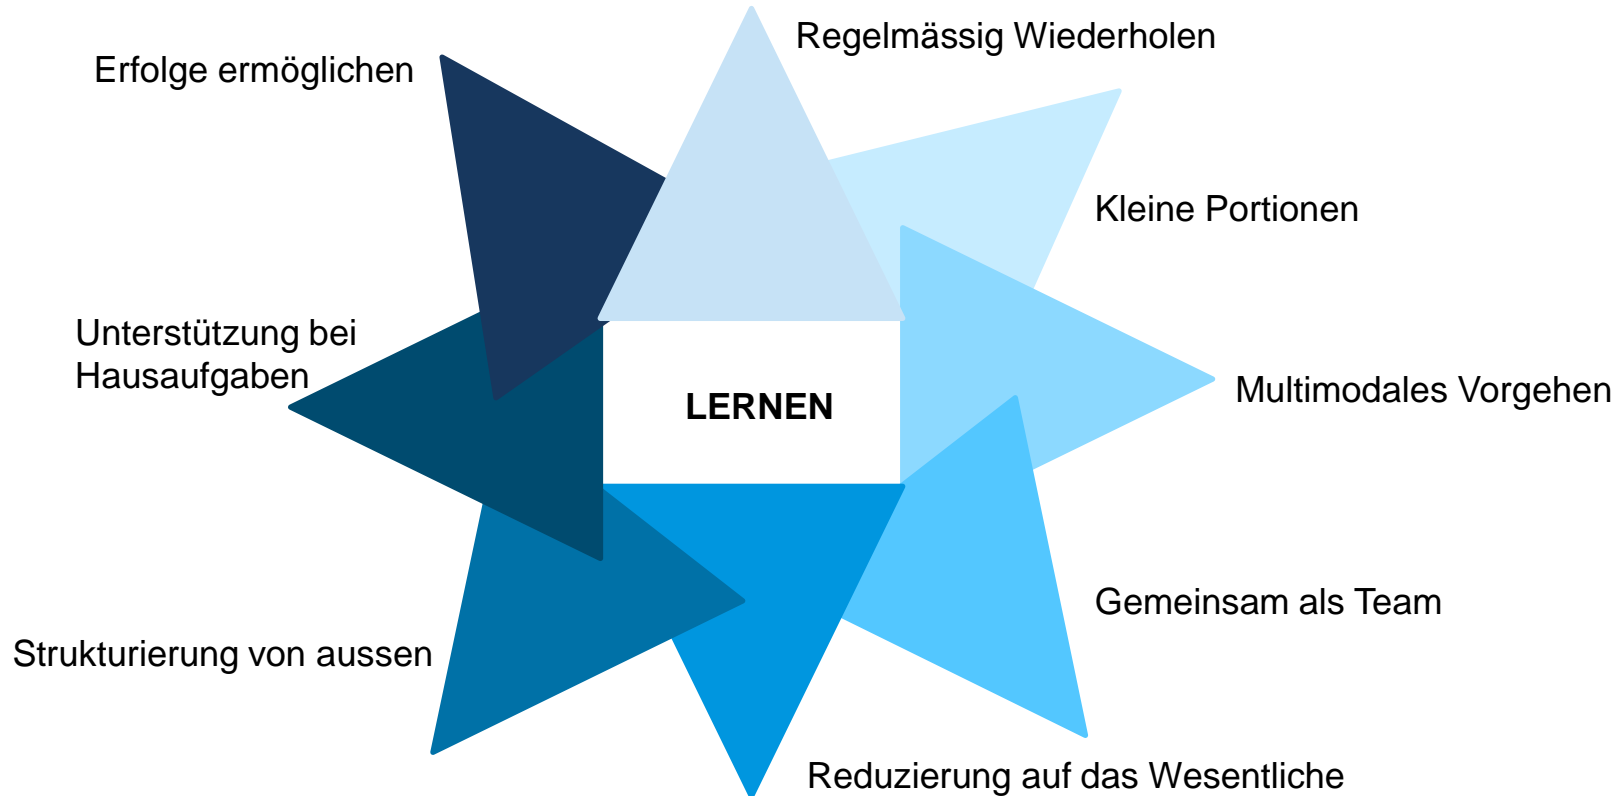 Regelmässig Wiederholen
Erfolge ermöglichen
Kleine Portionen
Unterstützung bei
Hausaufgaben
Multimodales Vorgehen
LERNEN
Gemeinsam als Team
Strukturierung von aussen
Reduzierung auf das Wesentliche